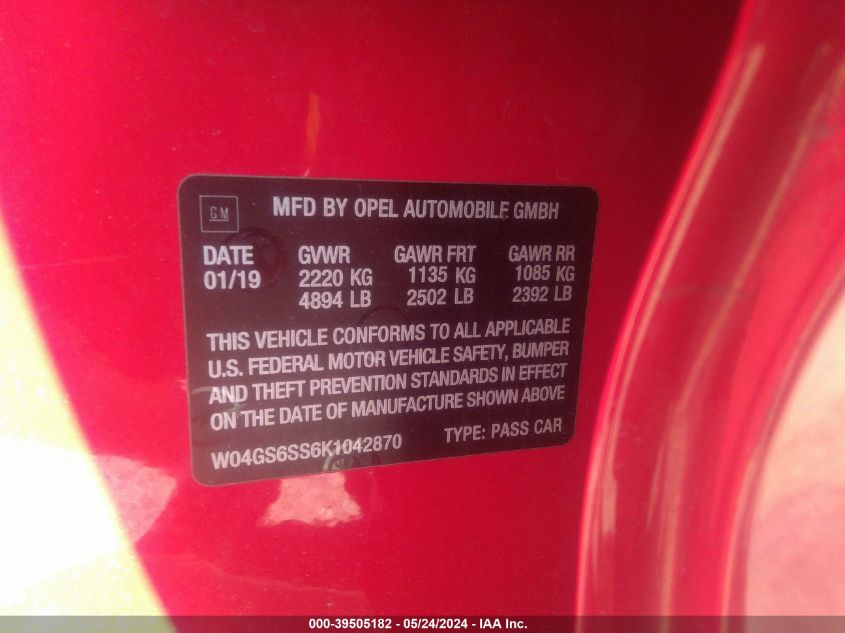 GM MFD BY OPEL AUTOMOBILE GMBH
DATE GVWR GAWR FRT GAWR RR
01/19 2220 KG 1135 KG 1085 KG
4894 LB 2502 LB 2392 LB
THIS VEHICLE CONFORMS TO ALL APPLICABLE
U.S. FEDERAL MOTOR VEHICLE SAFETY, BUMPER
AND THEFT PREVENTION STANDARDS IN EFFECT
ON THE DATE OF MANUFACTURE SHOWN ABOVE
W04GS6SS6K1042870 TYPE: PASS CAR
000-39505182 - 05/24/2024 - IAA Inc.